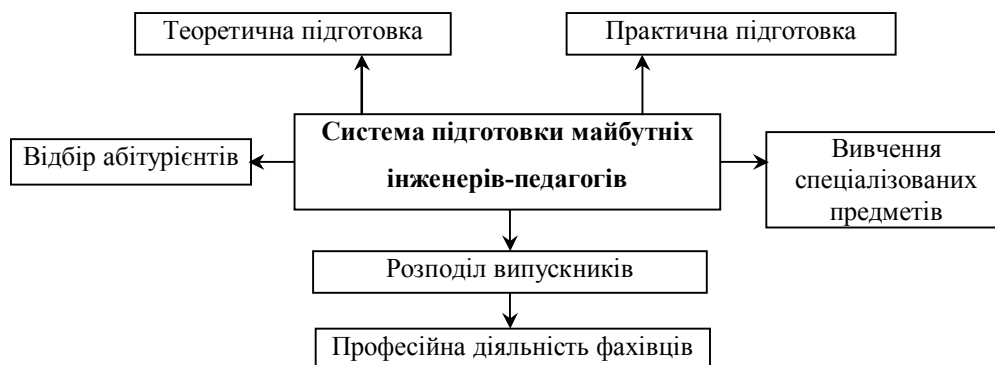 Теоретична підготовка
Практична підготовка
Система підготовки майбутніх
інженерів-педагогів
Відбір абітурієнтів
Вивчення
спеціалізованих
предметів
Розподіл випускників
Професійна діяльність фахівців